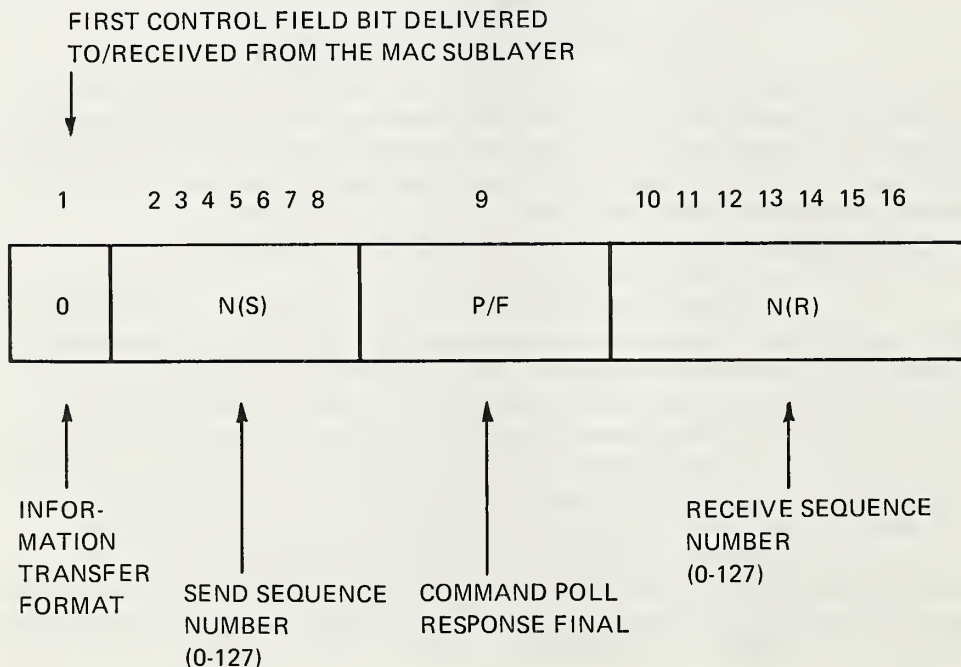 FIRST CONTROL FIELD BIT DELIVERED
TO/RECEIVED FROM THE MAC SUBLAYER
1 2 3 4 5 6 7 8 9 10 11 12 13 14 15 16
0 N(S) P/F N(R)
INFOR-
MATION
TRANSFER
FORMAT
SEND SEQUENCE
NUMBER
(0-127)
COMMAND POLL
RESPONSE FINAL
RECEIVE SEQUENCE
NUMBER
(0-127)